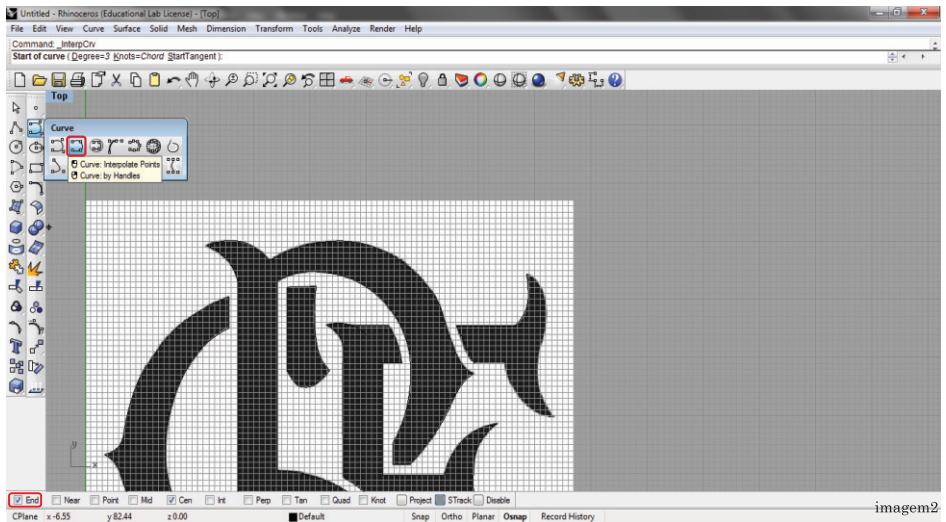 Untitled - Rhinoceros (Educational Lab License) - [Top]
File Edit View Curve Surface Solid Mesh Dimension Transform Tools Analyze Render Help
Command: _InterpCrv
Start of curve ( Degree=3 Knots=Chord StartTangent ):
Top
Curve
Curve: Interpolate Points
Curve: by Handles
y
x
End Near Point Mid Cen Int Perp Tan Quad Knot Project STrack Disable
CPlane x -6.55 y 82.44 z 0.00 Default Snap Ortho Planar Osnap Record History
imagem2